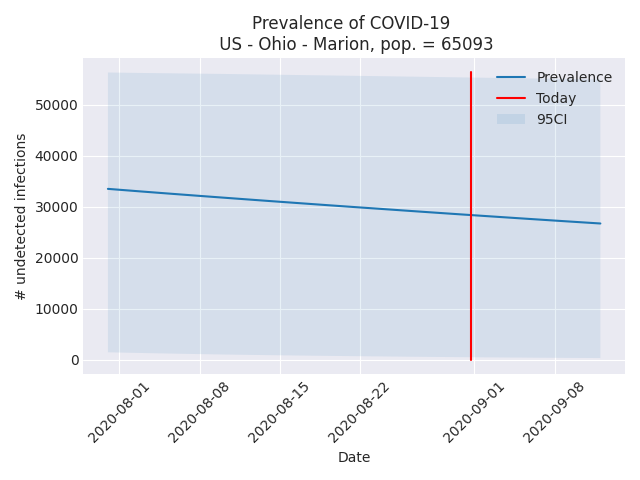 Prevalence of COVID-19
US - Ohio - Marion, pop. = 65093
Prevalence
Today
95CI
# undetected infections
50000
40000
30000
20000
10000
0
2020-08-01
2020-08-08
2020-08-15
2020-08-22
2020-09-01
2020-09-08
Date